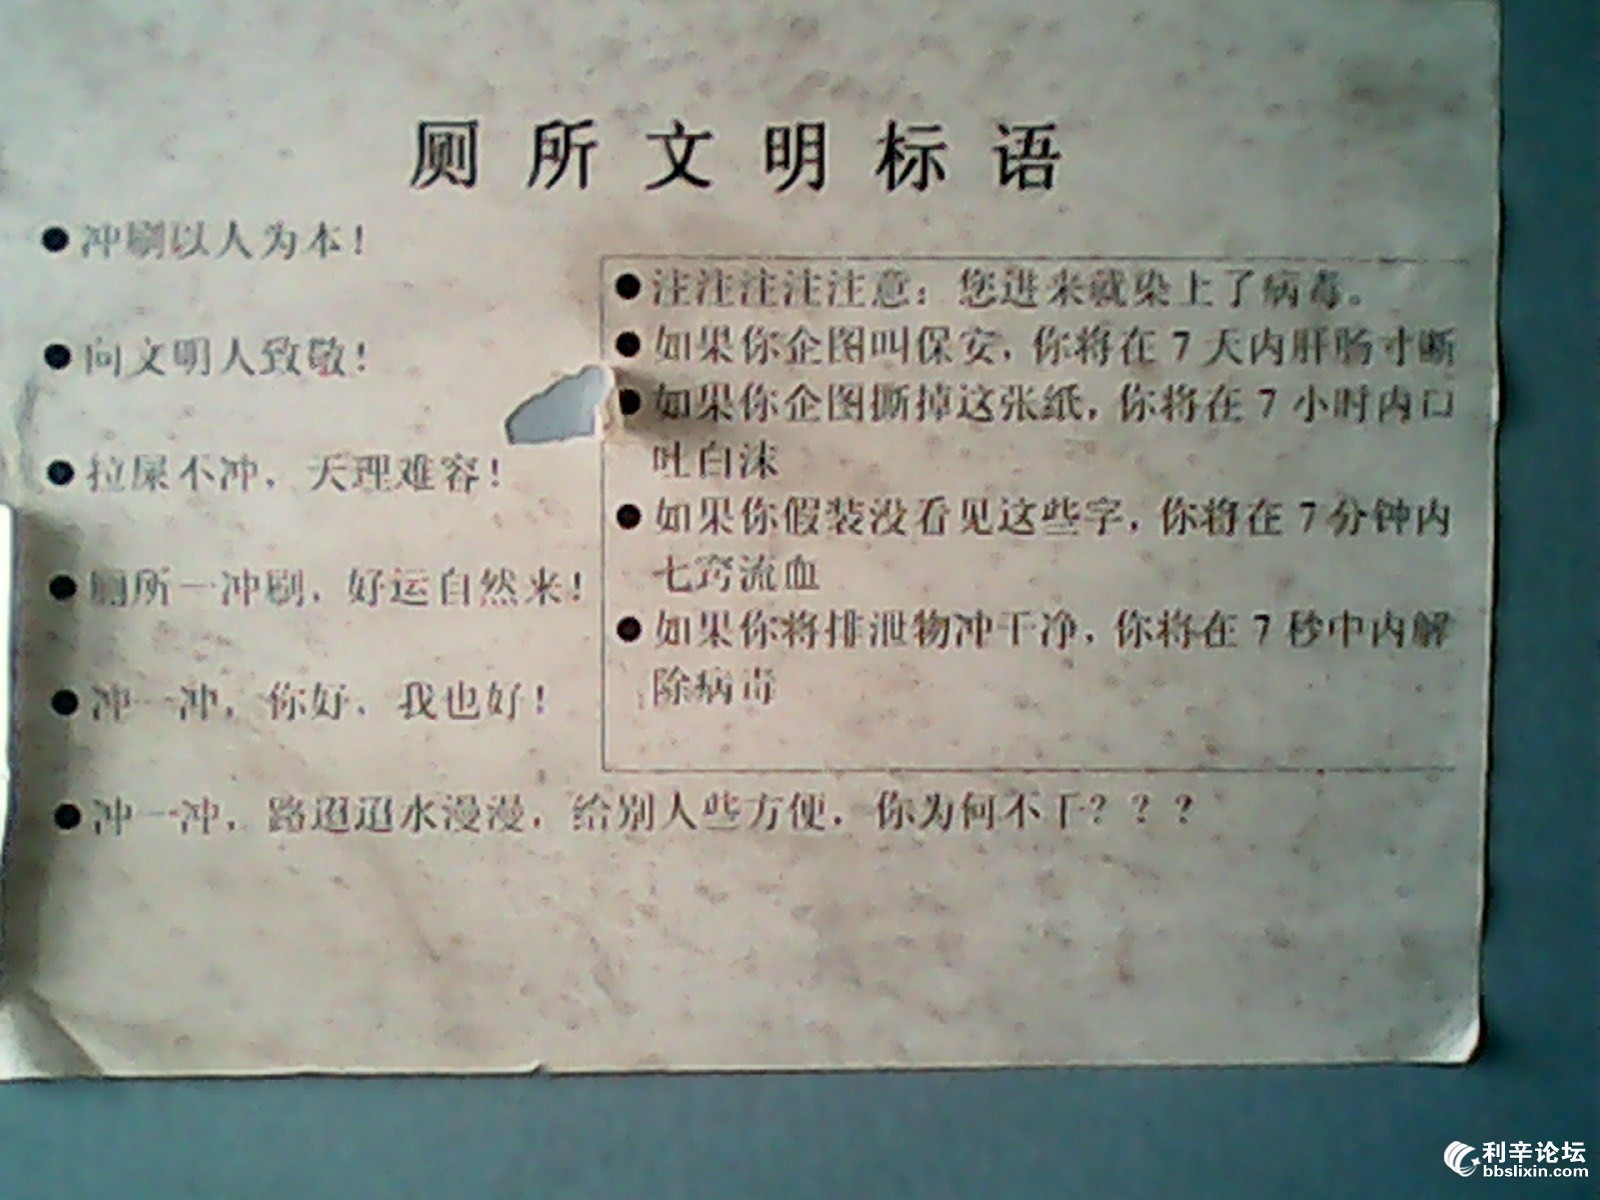 厕所文明标语
●冲刷以人为本！
●向文明人致敬！
●拉屎不冲，天理难容！
●厕所一冲刷，好运自然来！
●冲一冲，你好，我也好！
●注注注注注意：您进来就染上了病毒。
●如果你企图叫保安，你将在7天内肝肠寸断
●如果你企图撕掉这张纸，你将在7小时内口
吐白沫
●如果你假装没看见这些字，你将在7分钟内
七窍流血
●如果你将排泄物冲干净，你将在7秒中内解
除病毒
●冲一冲，路迢迢水漫漫，给别人些方便，你为何不干？？？
利辛论坛
bbslixin.com